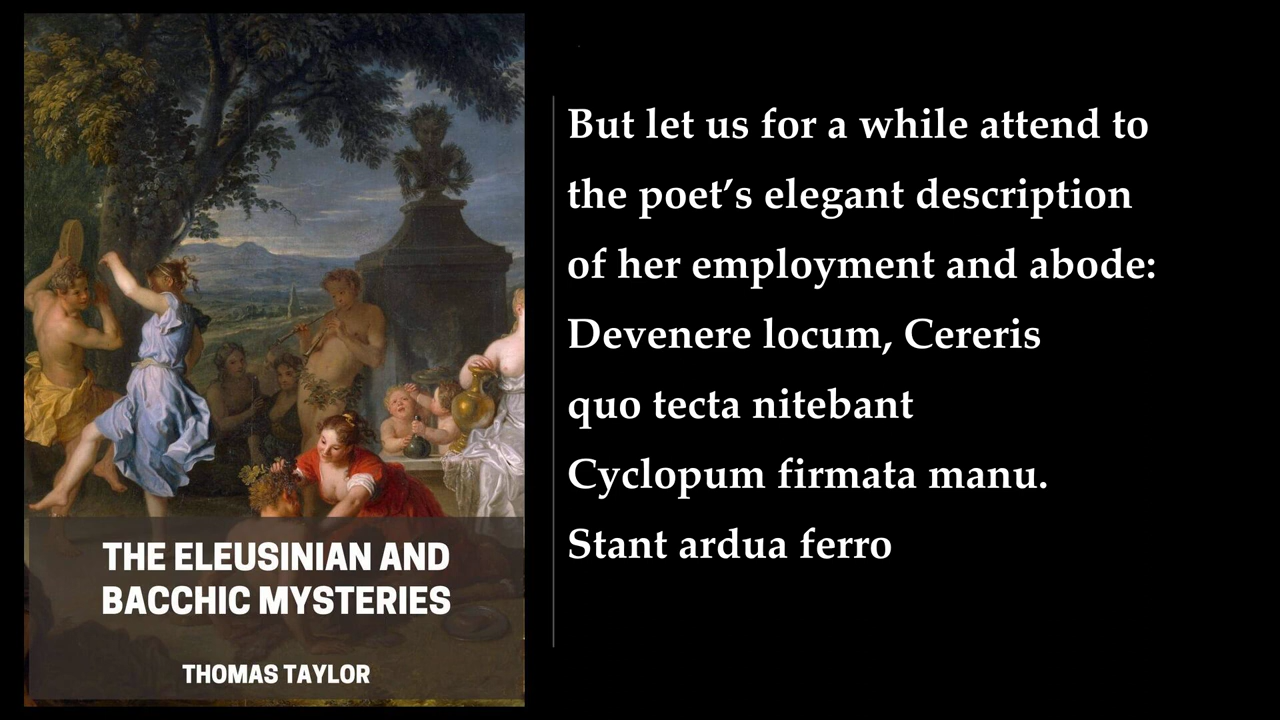 THE ELEUSINIAN AND
BACCHIC MYSTERIES
THOMAS TAYLOR
But let us for a while attend to
the poet’s elegant description
of her employment and abode:
Devenere locum, Cereris
quo tecta nitebant
Cyclopum firmata manu.
Stant ardua ferro